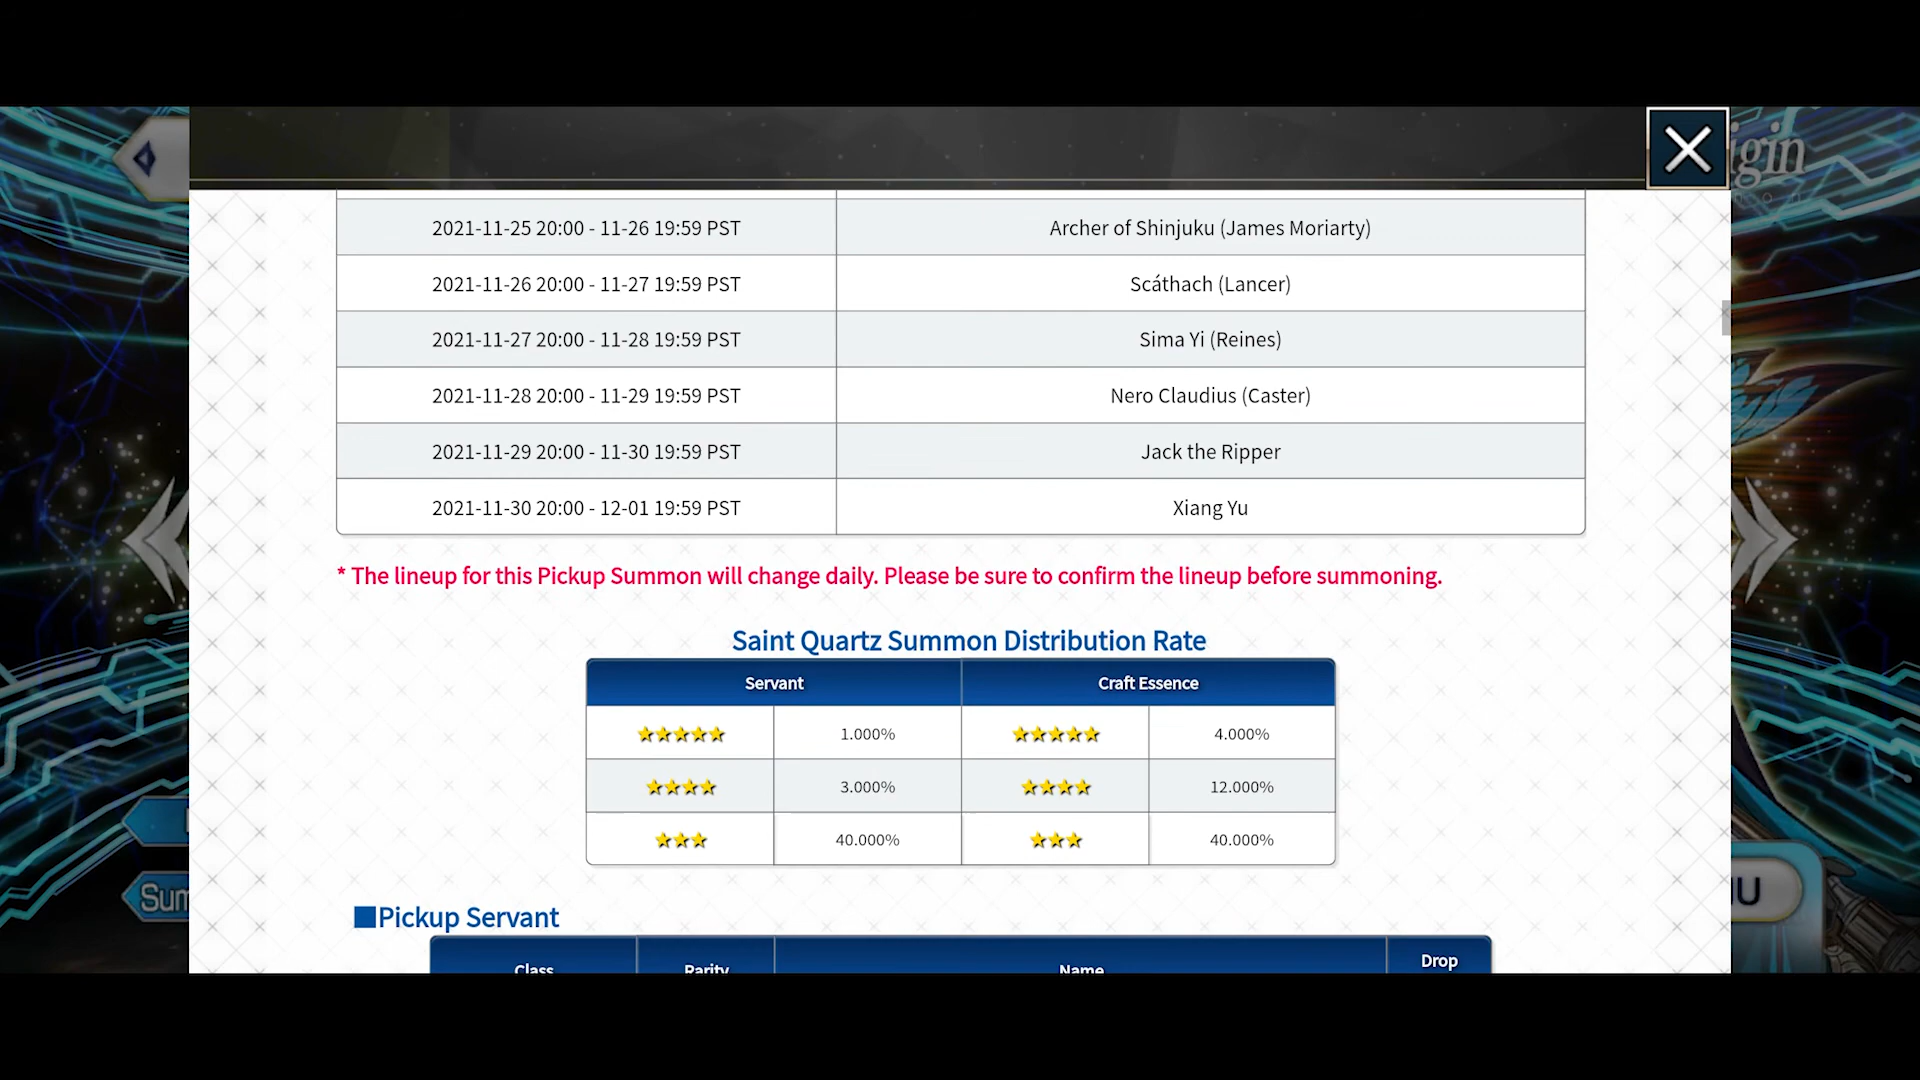 igin
2021-11-25 20:00 - 11-26 19:59 PST Archer of Shinjuku (James Moriarty)
2021-11-26 20:00 - 11-27 19:59 PST Scáthach (Lancer)
2021-11-27 20:00 - 11-28 19:59 PST Sima Yi (Reines)
2021-11-28 20:00 - 11-29 19:59 PST Nero Claudius (Caster)
2021-11-29 20:00 - 11-30 19:59 PST Jack the Ripper
2021-11-30 20:00 - 12-01 19:59 PST Xiang Yu
* The lineup for this Pickup Summon will change daily. Please be sure to confirm the lineup before summoning.
Saint Quartz Summon Distribution Rate
Servant Craft Essence
★★★★★ 1.000% ★★★★★ 4.000%
★★★★ 3.000% ★★★★ 12.000%
★★★ 40.000% ★★★ 40.000%
Sum
■Pickup Servant
Class Rarity Name Drop